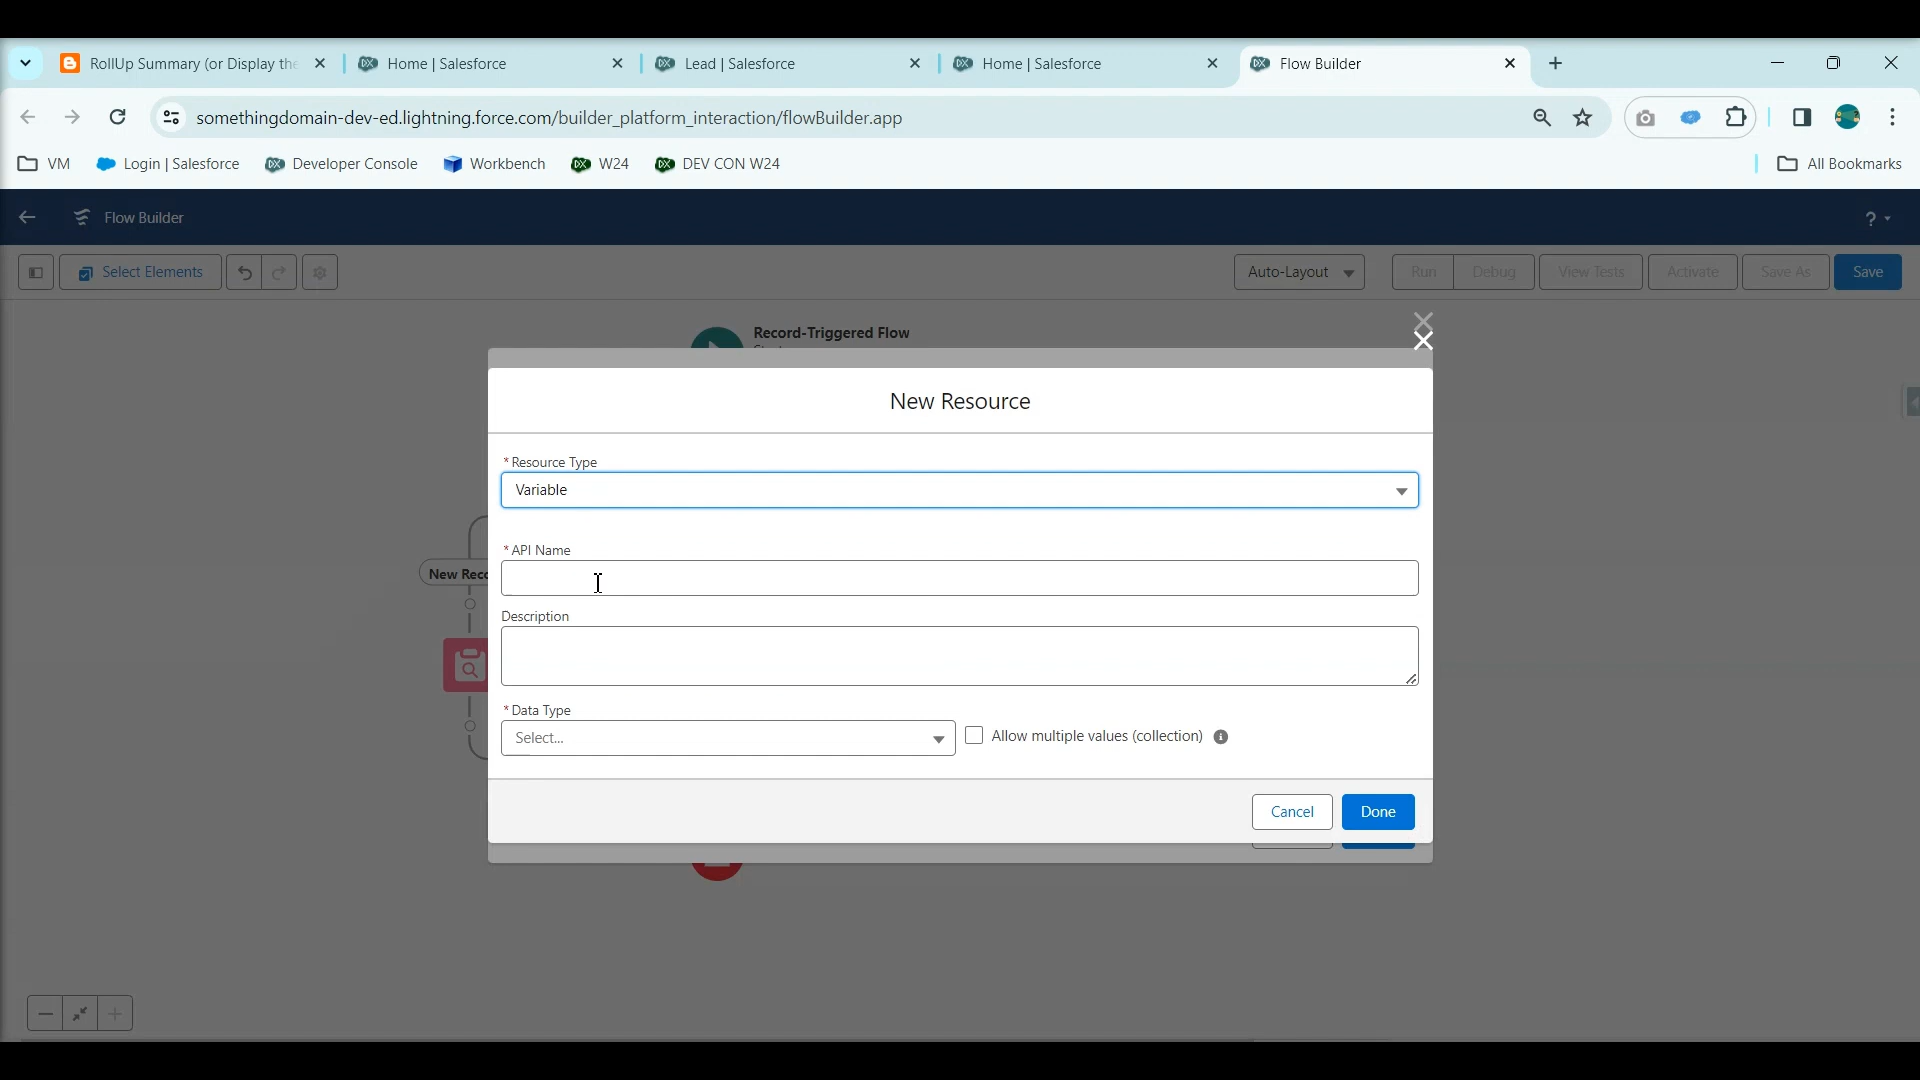 RollUp Summary (or Display the
Home | Salesforce
Lead | Salesforce
Home | Salesforce
Flow Builder
somethingdomain-dev-ed.lightning.force.com/builder_platform_interaction/flowBuilder.app
VM
Login | Salesforce
Developer Console
Workbench
W24
DEV CON W24
All Bookmarks
Flow Builder
?
Select Elements
Auto-Layout
Run
Debug
View Tests
Activate
Save As
Save
Record-Triggered Flow
New Resource
* Resource Type
Variable
* API Name
New Reco
Description
* Data Type
Select...
Allow multiple values (collection)
Cancel
Done